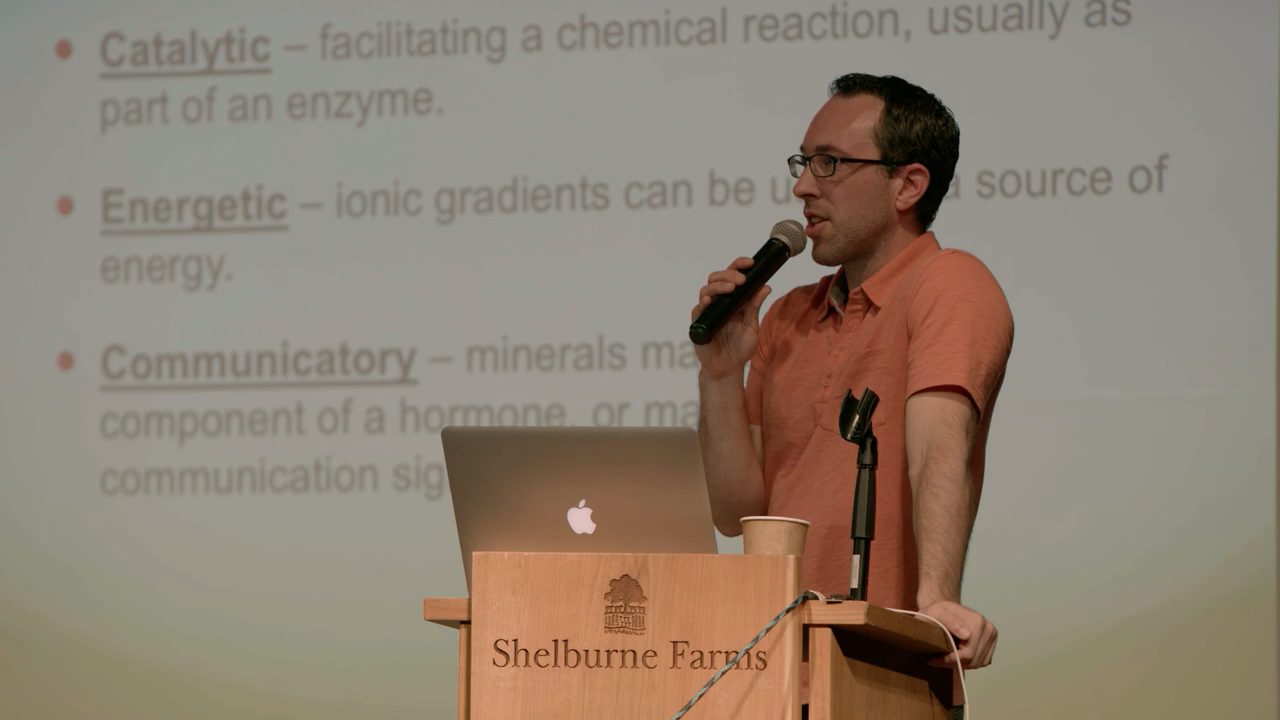 • Catalytic – facilitating a chemical reaction, usually as
part of an enzyme.
• Energetic – ionic gradients can be u a source of
energy.
• Communicatory – minerals ma
component of a hormone, or ma
communication sig
Shelburne Farms